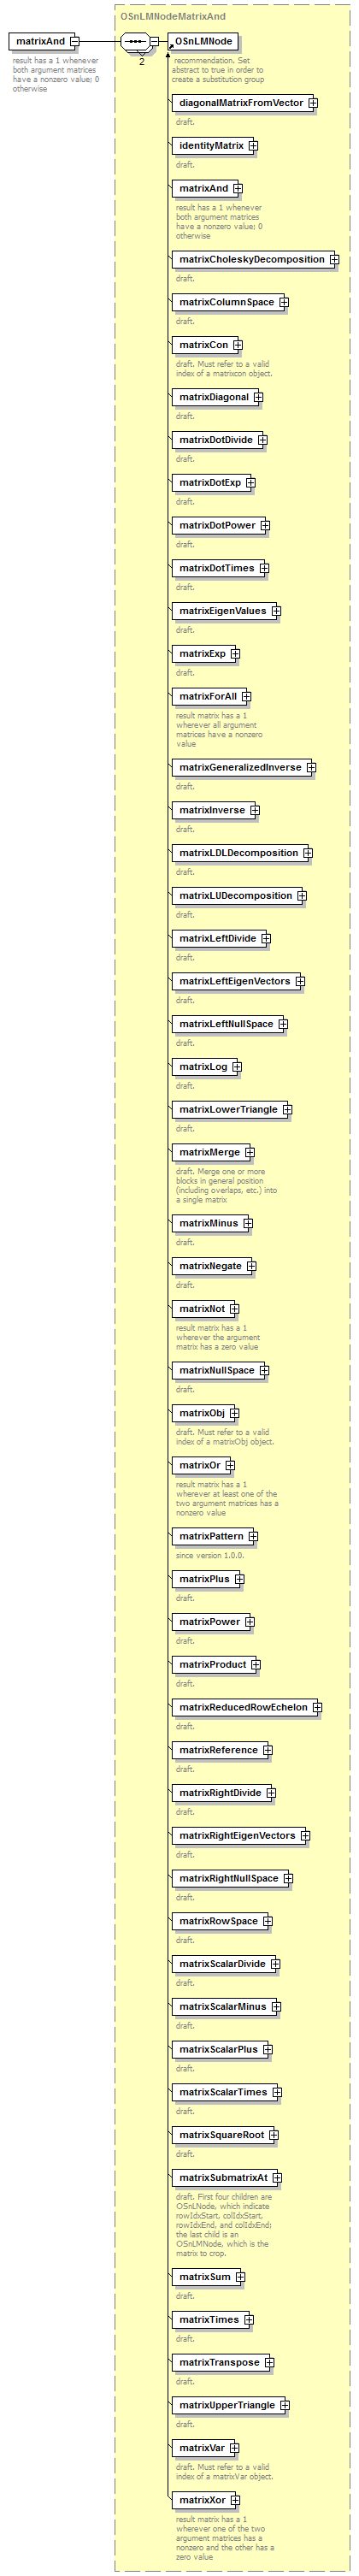 OSnLMNodeMatrixAnd
matrixAnd
result has a 1 whenever
both argument matrices
have a nonzero value; 0
otherwise
2
OSnLMNode
recommendation. Set
abstract to true in order to
create a substitution group
diagonalMatrixFromVector
draft.
identityMatrix
draft.
matrixAnd
result has a 1 whenever
both argument matrices
have a nonzero value; 0
otherwise
matrixCholeskyDecomposition
draft.
matrixColumnSpace
draft.
matrixCon
draft. Must refer to a valid
index of a matrixcon object.
matrixDiagonal
draft.
matrixDotDivide
draft.
matrixDotExp
draft.
matrixDotPower
draft.
matrixDotTimes
draft.
matrixEigenValues
draft.
matrixExp
draft.
matrixForAll
result matrix has a 1
wherever all argument
matrices have a nonzero
value
matrixGeneralizedInverse
draft.
matrixInverse
draft.
matrixLDLDecomposition
draft.
matrixLUDecomposition
draft.
matrixLeftDivide
draft.
matrixLeftEigenVectors
draft.
matrixLeftNullSpace
draft.
matrixLog
draft.
matrixLowerTriangle
draft.
matrixMerge
draft. Merge one or more
blocks in general position
(including overlaps, etc.) into
a single matrix
matrixMinus
draft.
matrixNegate
draft.
matrixNot
result matrix has a 1
wherever the argument
matrix has a zero value
matrixNullSpace
draft.
matrixObj
draft. Must refer to a valid
index of a matrixObj object.
matrixOr
result matrix has a 1
wherever at least one of the
two argument matrices has a
nonzero value
matrixPattern
since version 1.0.0.
matrixPlus
draft.
matrixPower
draft.
matrixProduct
draft.
matrixReducedRowEchelon
draft.
matrixReference
draft.
matrixRightDivide
draft.
matrixRightEigenVectors
draft.
matrixRightNullSpace
draft.
matrixRowSpace
draft.
matrixScalarDivide
draft.
matrixScalarMinus
draft.
matrixScalarPlus
draft.
matrixScalarTimes
draft.
matrixSquareRoot
draft.
matrixSubmatrixAt
draft. First four children are
OSnLNode, which indicate
rowIdxStart, colIdxStart,
rowIdxEnd, and colIdxEnd;
the last child is an
OSnLMNode, which is the
matrix to crop.
matrixSum
draft.
matrixTimes
draft.
matrixTranspose
draft.
matrixUpperTriangle
draft.
matrixVar
draft. Must refer to a valid
index of a matrixVar object.
matrixXor
result matrix has a 1
wherever one of the two
argument matrices has a
nonzero and the other has a
zero value